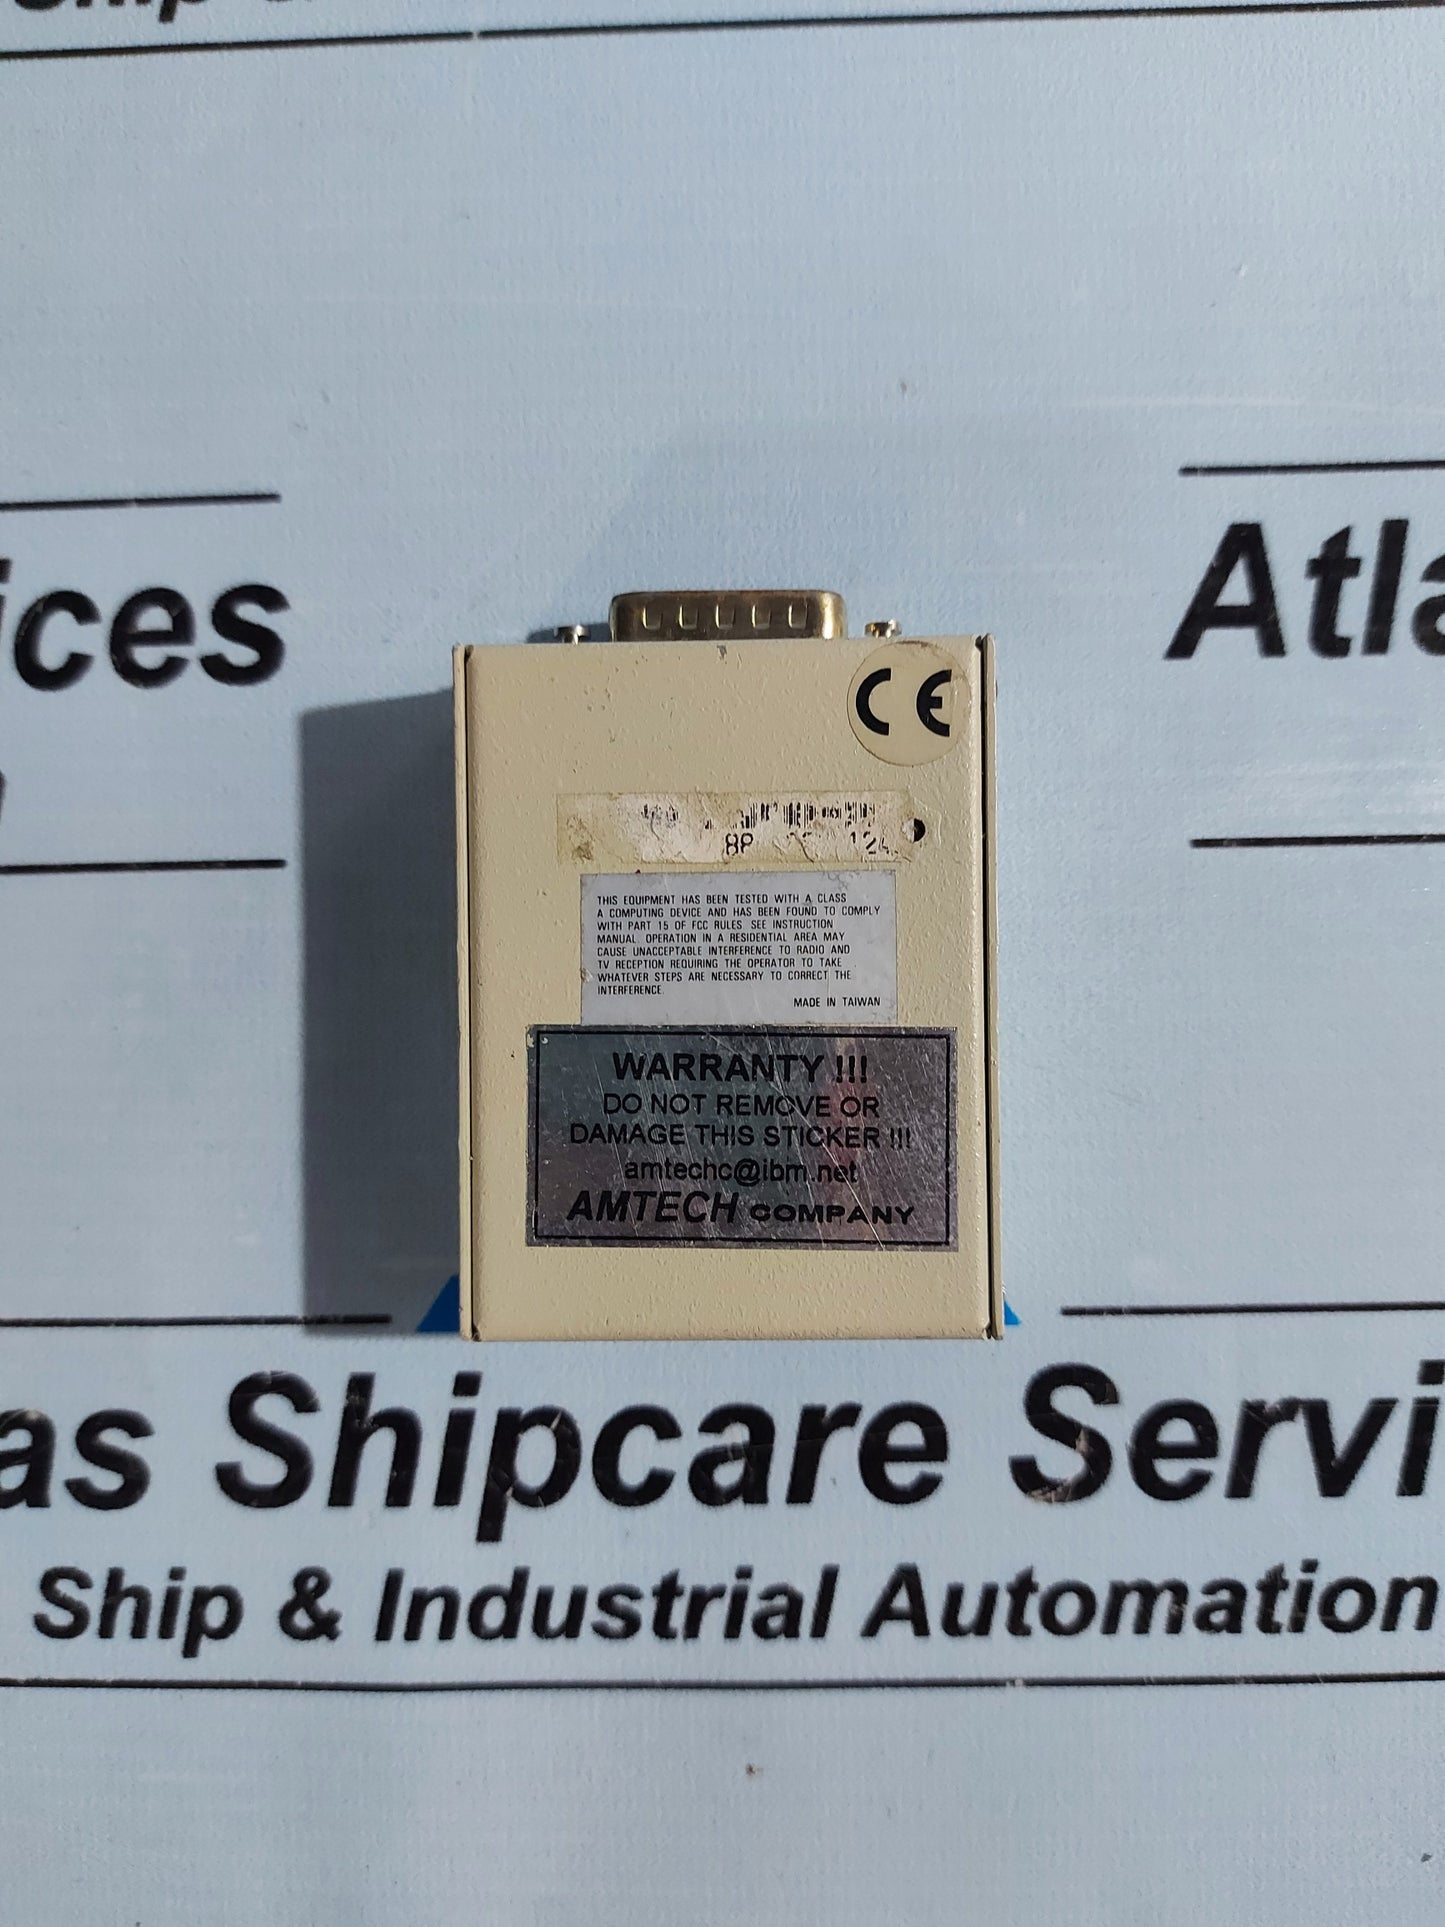 Ship &
ices
Atla
CE
THIS EQUIPMENT HAS BEEN TESTED WITH A CLASS
A COMPUTING DEVICE AND HAS BEEN FOUND TO COMPLY
WITH PART 15 OF FCC RULES SEE INSTRUCTION
MANUAL. OPERATION IN A RESIDENTIAL AREA MAY
CAUSE UNACCEPTABLE INTERFERENCE TO RADIO AND
TV RECEPTION REQUIRING THE OPERATOR TO TAKE
WHATEVER STEPS ARE NECESSARY TO CORRECT THE
INTERFERENCE.
MADE IN TAIWAN
WARRANTY !!!
DO NOT REMOVE OR
DAMAGE THIS STICKER !!!
amtechc@ibm.net
AMTECH COMPANY
as Shipcare Servi
Ship & Industrial Automation